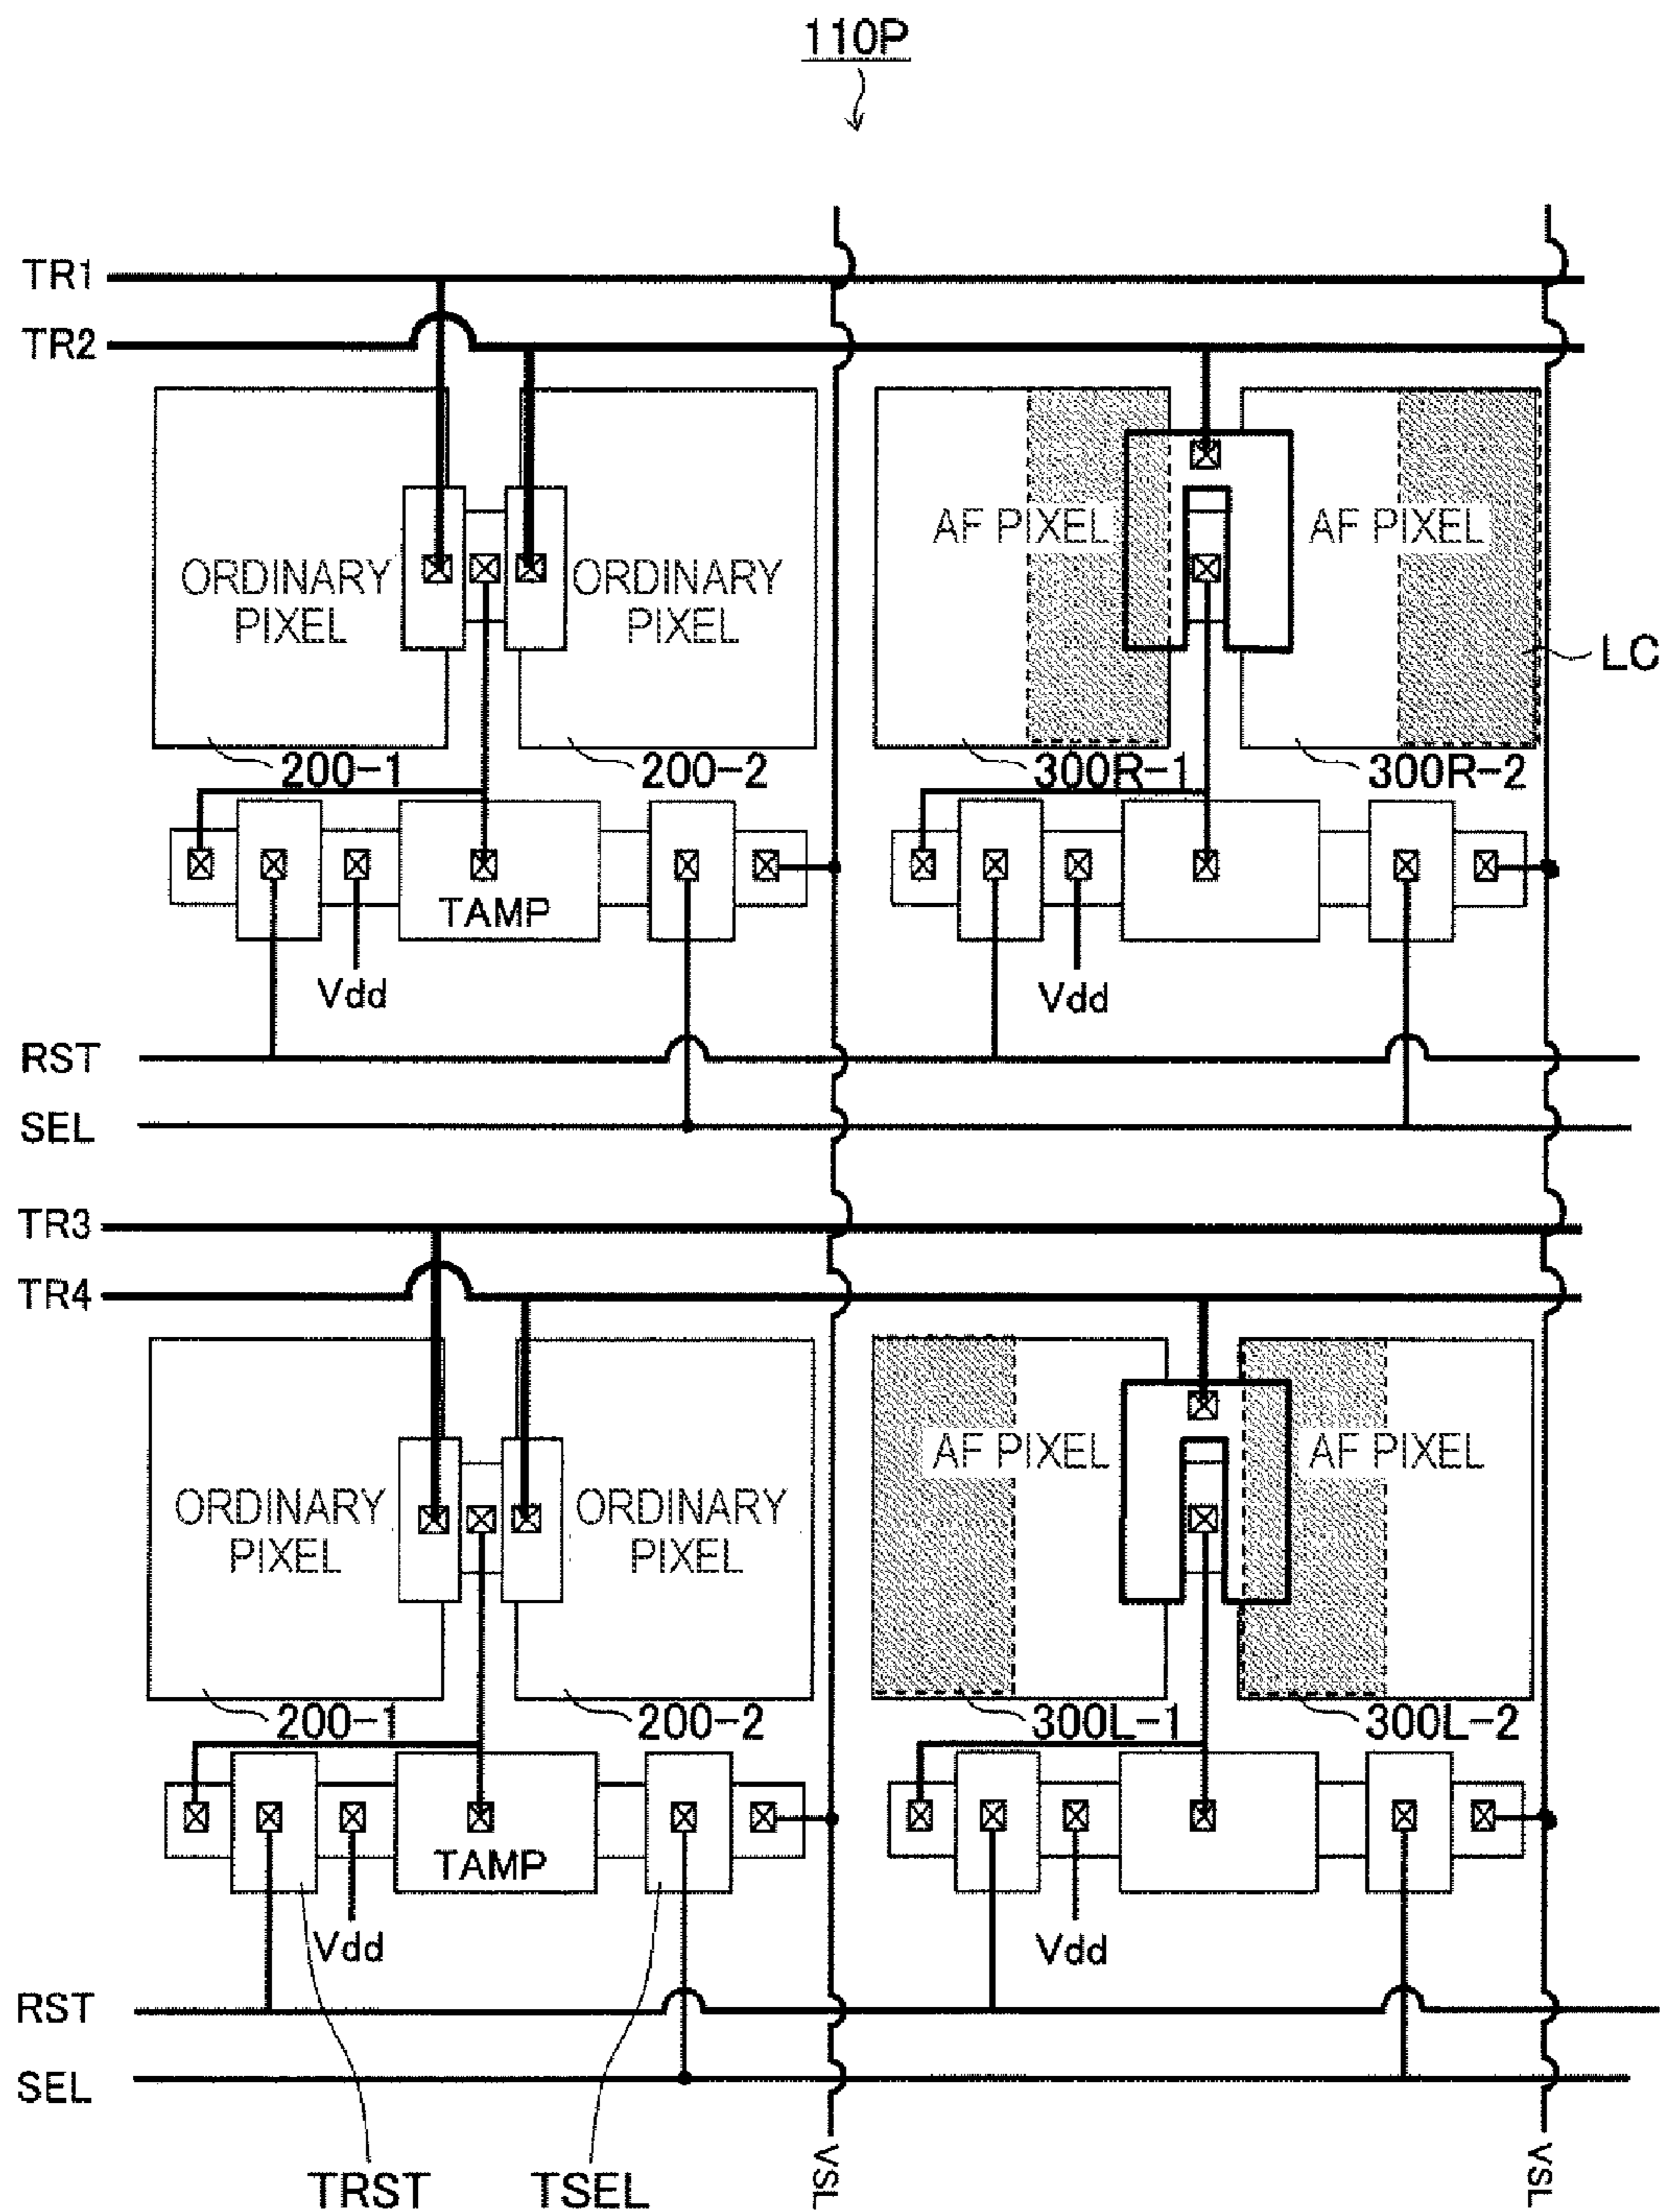 110P
TR1
TR2
ORDINARY
PIXEL
ORDINARY
PIXEL
AF PIXEL
AF PIXEL
LC
200-1
200-2
300R-1
300R-2
TAMP
Vdd
Vdd
RST
SEL
TR3
TR4
ORDINARY
PIXEL
ORDINARY
PIXEL
AF PIXEL
AF PIXEL
200-1
200-2
300L-1
300L-2
TAMP
Vdd
Vdd
RST
SEL
TRST
TSEL
VSL
VSL